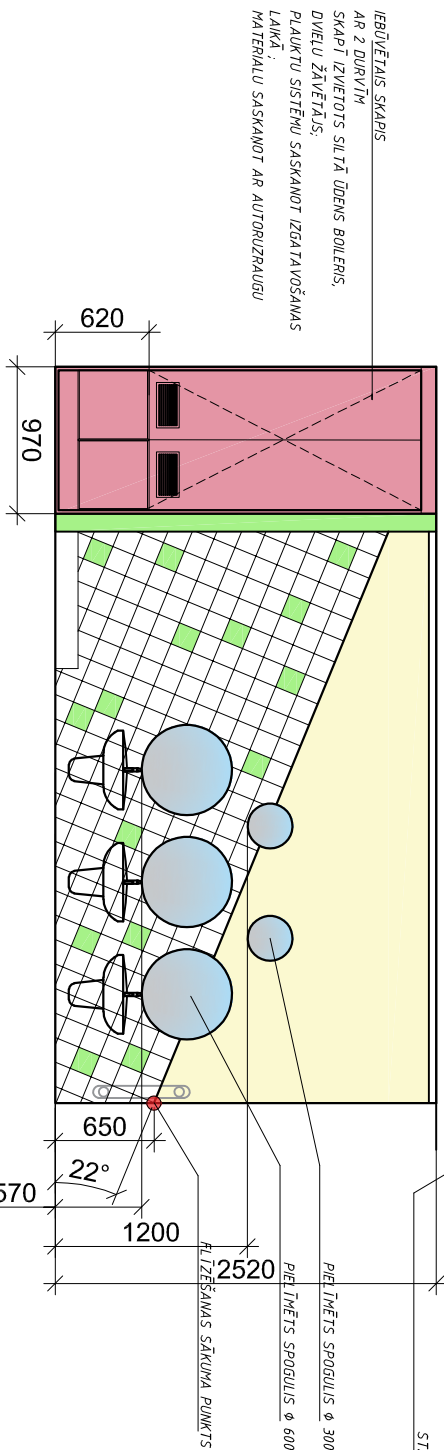 IEBŪVĒTAIS SKAPIS
AR 2 DURVĪM
SKAPĪ IZVIETOTS SILTĀ ŪDENS BOILERIS,
DVIEĻU ŽĀVĒTĀJS;
PLAUKTU SISTĒMU SASKAŅOT IZGATAVOŠANAS
LAIKĀ ;
MATERIALU SASKAŅOT AR AUTORUZRAUGU
620
970
650
22°
570
1200
2520
FLĪZĒŠANAS SĀKUMA PUNKTS
PIELĪMĒTS SPOGULIS φ 600
PIELĪMĒTS SPOGULIS φ 300